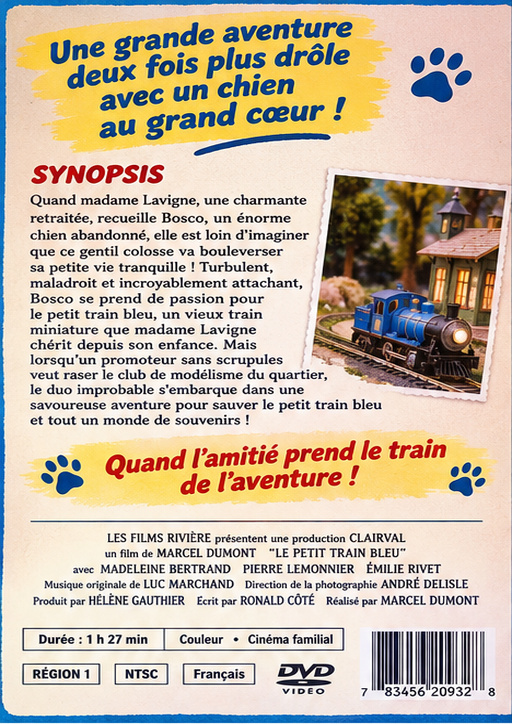 Une grande aventure
deux fois plus drôle
avec un chien
au grand cœur !
SYNOPSIS
Quand madame Lavigne, une charmante
retraitée, recueille Bosco, un énorme
chien abandonné, elle est loin d'imaginer
que ce gentil colosse va bouleverser
sa petite vie tranquille ! Turbulent,
maladroit et incroyablement attachant,
Bosco se prend de passion pour
le petit train bleu, un vieux train
miniature que madame Lavigne
chérit depuis son enfance. Mais
lorsqu'un promoteur sans scrupules
veut raser le club de modélisme du quartier,
le duo improbable s'embarque dans une
savoureuse aventure pour sauver le petit train bleu
et tout un monde de souvenirs !
Quand l'amitié prend le train
de l'aventure !
LES FILMS RIVIÈRE présentent une production CLAIRVAL
un film de MARCEL DUMONT "LE PETIT TRAIN BLEU"
avec MADELEINE BERTRAND PIERRE LEMONNIER ÉMILIE RIVET
Musique originale de LUC MARCHAND Direction de la photographie ANDRÉ DELISLE
Produit par HÉLÈNE GAUTHIER Écrit par RONALD CÔTÉ Réalisé par MARCEL DUMONT
Durée : 1 h 27 min Couleur • Cinéma familial
RÉGION 1 NTSC Français DVD VIDÉO
7 83456 20932 8